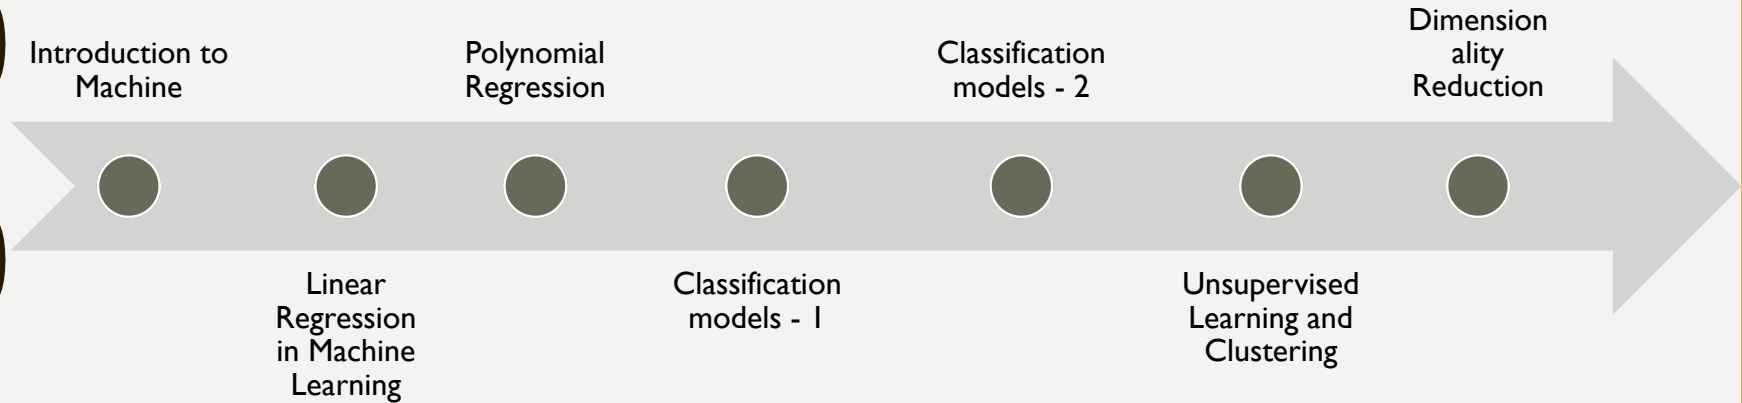 Introduction to
Machine
Linear
Regression
in Machine
Learning
Polynomial
Regression
Classification
models - 1
Classification
models - 2
Unsupervised
Learning and
Clustering
Dimension
ality
Reduction